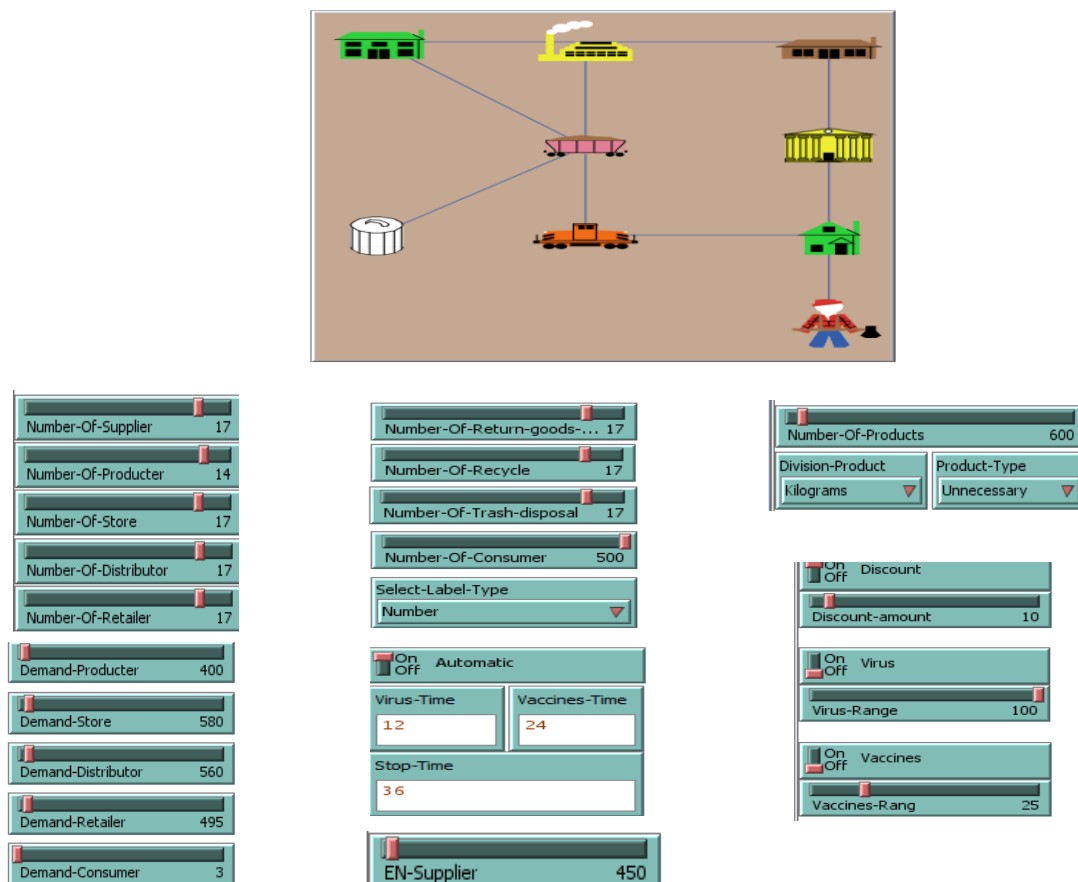 Number-Of-Supplier 17
Number-Of-Producter 14
Number-Of-Store 17
Number-Of-Distributor 17
Number-Of-Retailer 17
Demand-Producter 400
Demand-Store 580
Demand-Distributor 560
Demand-Retailer 495
Demand-Consumer 3
Number-Of-Return-goods-... 17
Number-Of-Recycle 17
Number-Of-Trash-disposal 17
Number-Of-Consumer 500
Select-Label-Type
Number
On
Off Automatic
Virus-Time Vaccines-Time
12 24
Stop-Time
36
EN-Supplier 450
Number-Of-Products 600
Division-Product Product-Type
Kilograms Unnecessary
On
Off Discount
Discount-amount 10
On
Off Virus
Virus-Range 100
On
Off Vaccines
Vaccines-Rang 25